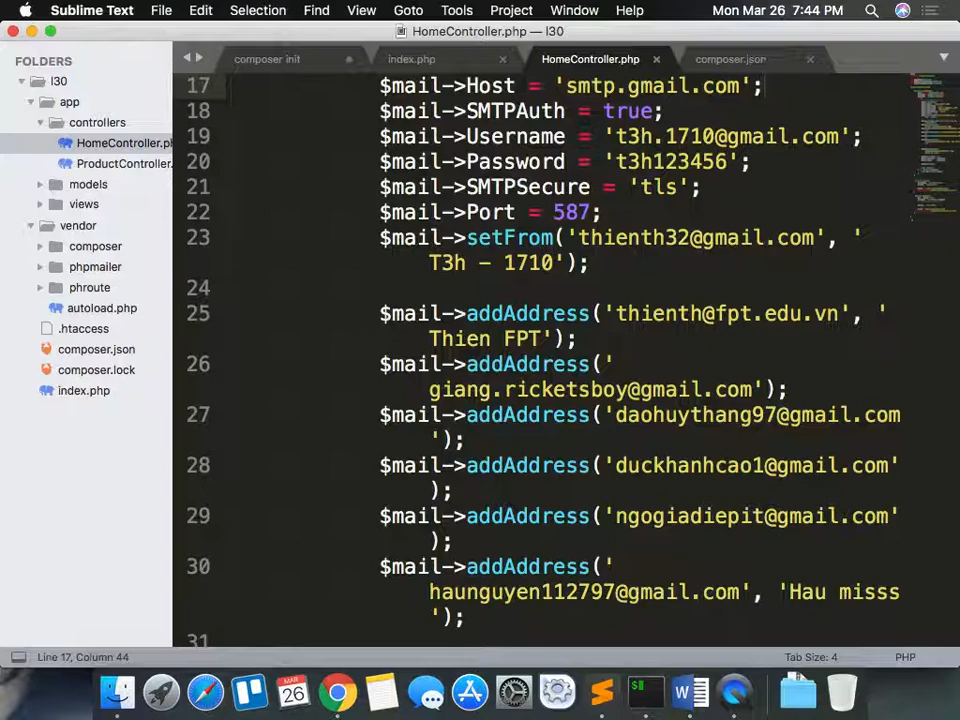 Sublime Text File Edit Selection Find View Goto Tools Project Window Help Mon Mar 26 7:44 PM
HomeController.php — l30
FOLDERS
l30
app
controllers
HomeController.ph
ProductController.
models
views
vendor
composer
phpmailer
phroute
autoload.php
.htaccess
composer.json
composer.lock
index.php
composer init index.php HomeController.php composer.json
17 $mail->Host = 'smtp.gmail.com';
18 $mail->SMTPAuth = true;
19 $mail->Username = 't3h.1710@gmail.com';
20 $mail->Password = 't3h123456';
21 $mail->SMTPSecure = 'tls';
22 $mail->Port = 587;
23 $mail->setFrom('thienth32@gmail.com', '
T3h - 1710');
24
25 $mail->addAddress('thienth@fpt.edu.vn', '
Thien FPT');
26 $mail->addAddress('
giang.ricketsboy@gmail.com');
27 $mail->addAddress('daohuythang97@gmail.com
');
28 $mail->addAddress('duckhanhcao1@gmail.com'
);
29 $mail->addAddress('ngogiadiepit@gmail.com'
);
30 $mail->addAddress('
haunguyen112797@gmail.com', 'Hau misss
');
31
Line 17, Column 44 Tab Size: 4 PHP
MAR
26